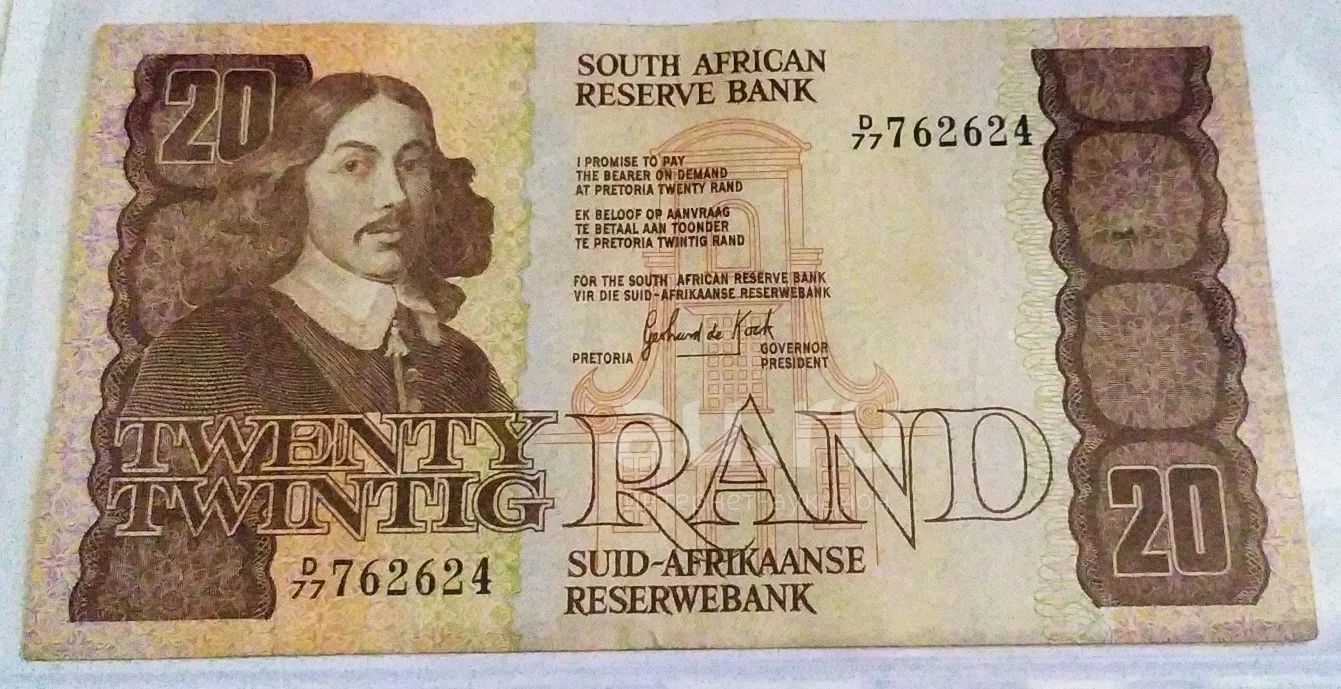 20
SOUTH AFRICAN
RESERVE BANK
D/77 762624
I PROMISE TO PAY
THE BEARER ON DEMAND
AT PRETORIA TWENTY RAND
EK BELOOF OP AANVRAAG
TE BETAAL AAN TOONDER
TE PRETORIA TWINTIG RAND
FOR THE SOUTH AFRICAN RESERVE BANK
VIR DIE SUID-AFRIKAANSE RESERWEBANK
Gerhard de Kock
PRETORIA
GOVERNOR
PRESIDENT
TWENTY
TWINTIG
RAND
20
D/77 762624
SUID-AFRIKAANSE
RESERWEBANK